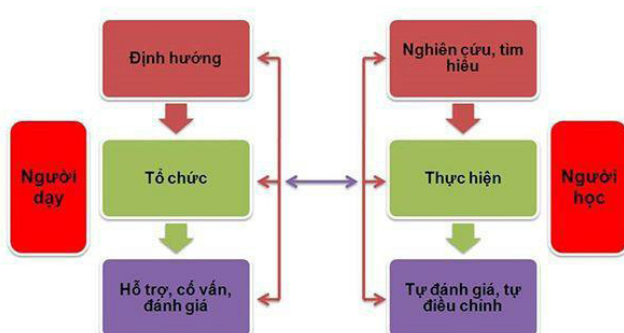 Định hướng
Nghiên cứu, tìm
hiểu
Người
dạy
Tổ chức
Thực hiện
Người
học
Hỗ trợ, cố vấn,
đánh giá
Tự đánh giá, tự
điều chỉnh